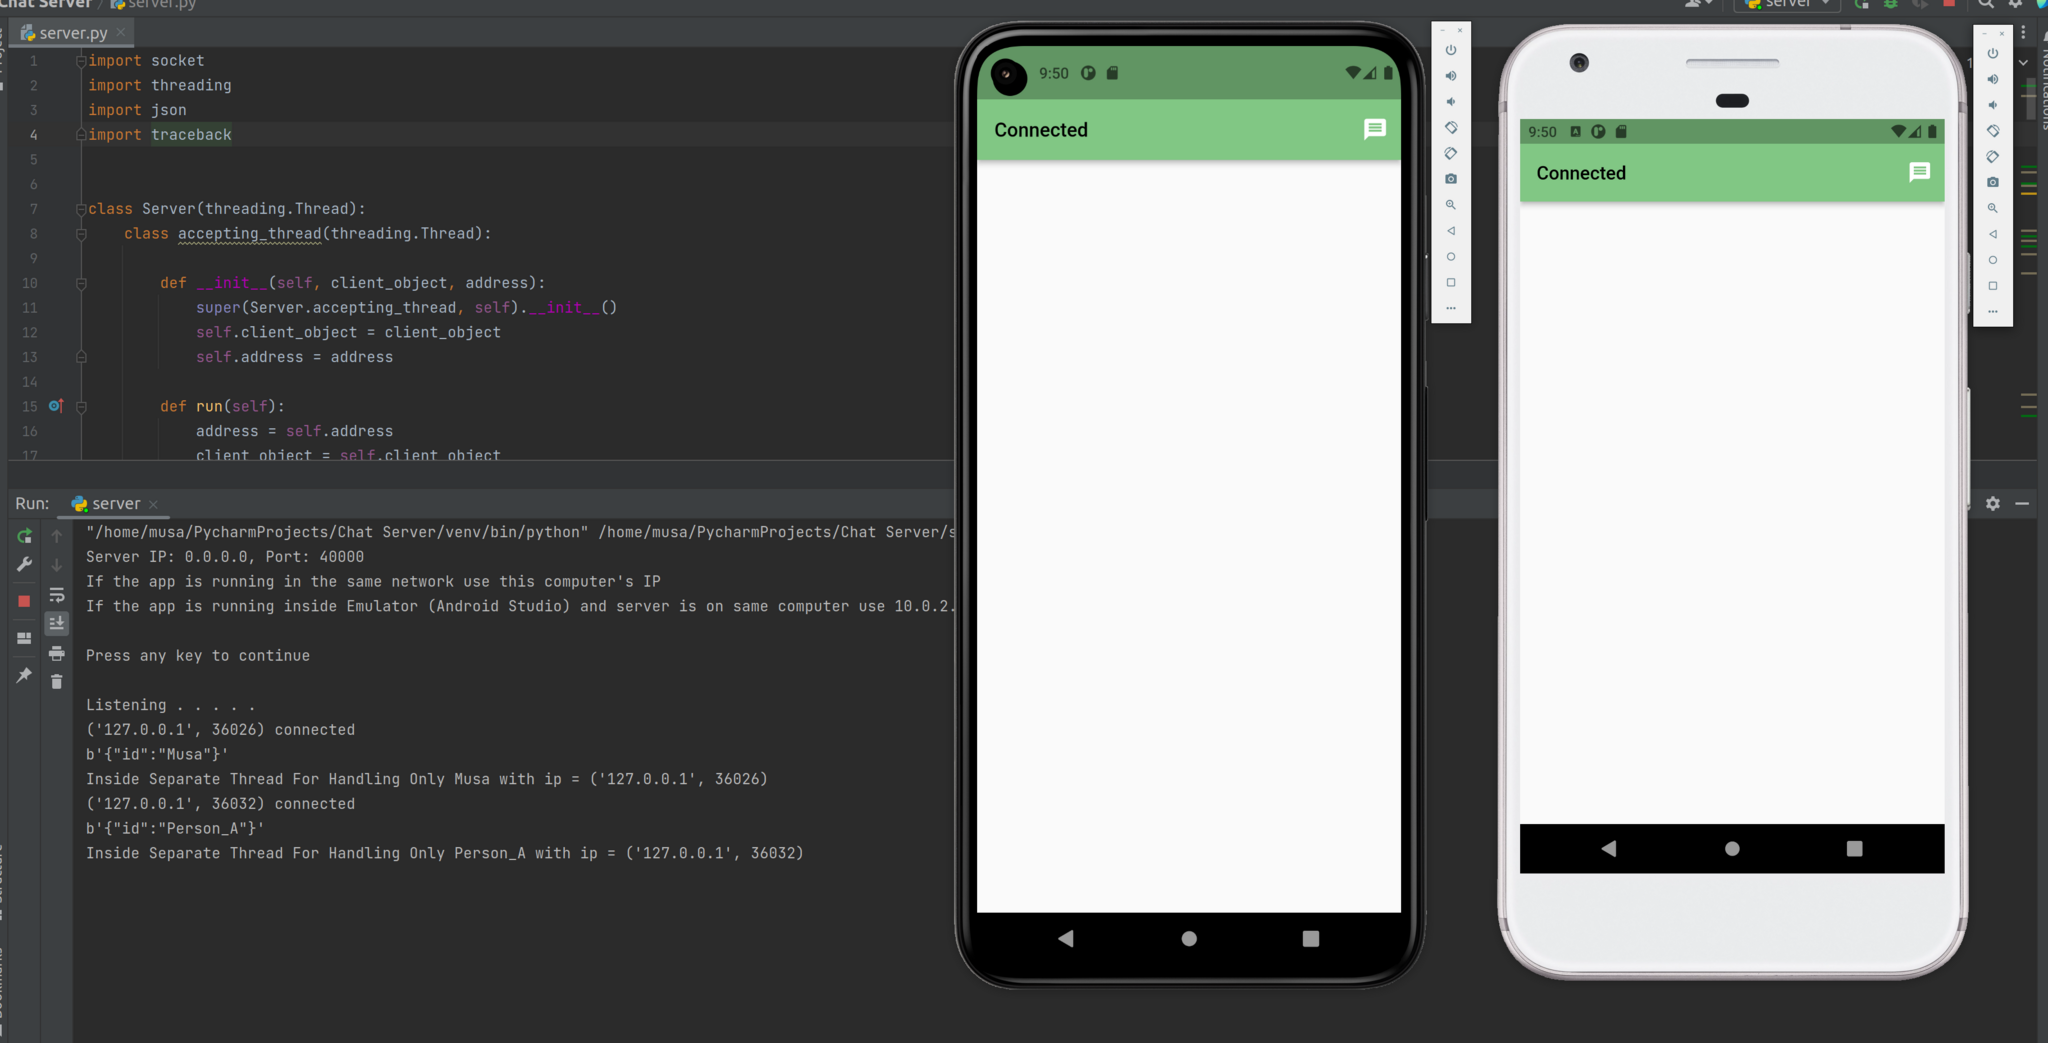 Chat Server / server.py
server
server.py
1 import socket
2 import threading
3 import json
4 import traceback
5
6
7 class Server(threading.Thread):
8 class accepting_thread(threading.Thread):
9
10 def __init__(self, client_object, address):
11 super(Server.accepting_thread, self).__init__()
12 self.client_object = client_object
13 self.address = address
14
15 def run(self):
16 address = self.address
17 client_object = self.client_object
Run: server
"/home/musa/PycharmProjects/Chat Server/venv/bin/python" /home/musa/PycharmProjects/Chat Server/s
Server IP: 0.0.0.0, Port: 40000
If the app is running in the same network use this computer's IP
If the app is running inside Emulator (Android Studio) and server is on same computer use 10.0.2.
Press any key to continue
Listening . . . . .
('127.0.0.1', 36026) connected
b'{"id":"Musa"}'
Inside Separate Thread For Handling Only Musa with ip = ('127.0.0.1', 36026)
('127.0.0.1', 36032) connected
b'{"id":"Person_A"}'
Inside Separate Thread For Handling Only Person_A with ip = ('127.0.0.1', 36032)
9:50
Connected
9:50
Connected
Notifications